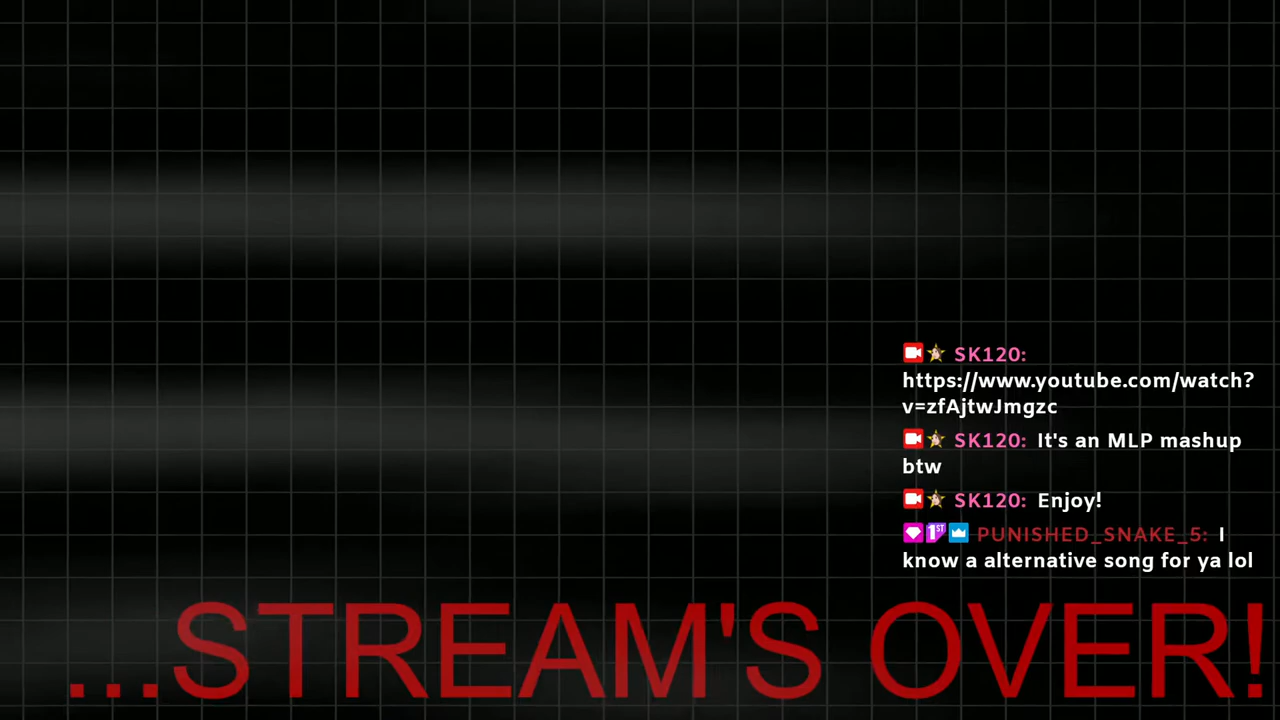 SK120:
https://www.youtube.com/watch?
v=zfAjtwJmgzc
SK120: It's an MLP mashup
btw
SK120: Enjoy!
1ST PUNISHED_SNAKE_5: I
know a alternative song for ya lol
...STREAM'S OVER!